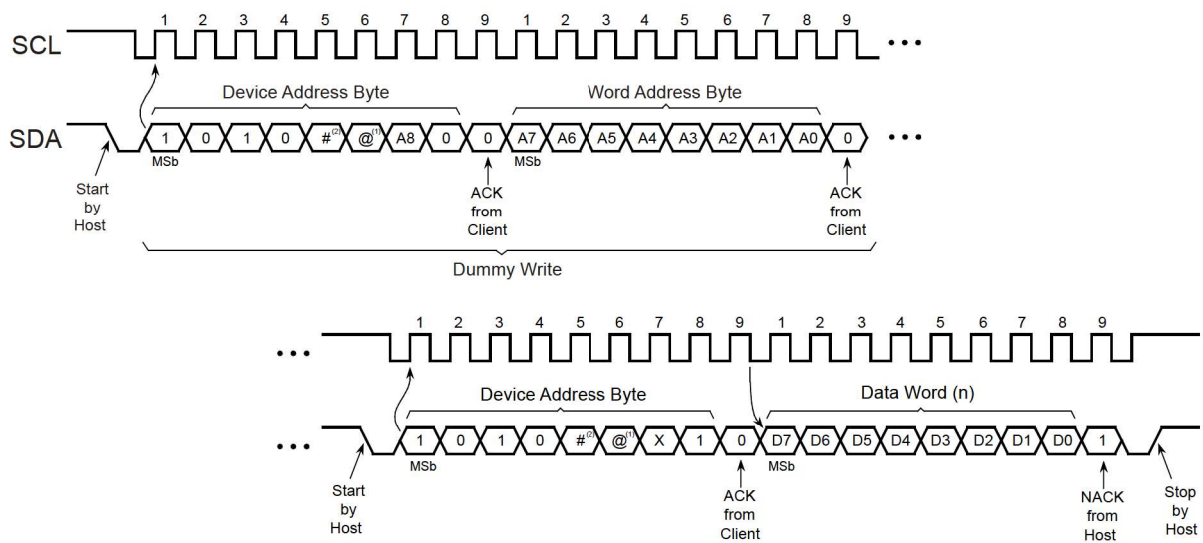 1 2 3 4 5 6 7 8 9 1 2 3 4 5 6 7 8 9
SCL
Device Address Byte Word Address Byte
SDA 1 0 1 0 #(2) @(1) A8 0 0 A7 A6 A5 A4 A3 A2 A1 A0 0
MSb MSb
Start by Host
ACK from Client
ACK from Client
Dummy Write
1 2 3 4 5 6 7 8 9 1 2 3 4 5 6 7 8 9
Device Address Byte Data Word (n)
1 0 1 0 #(2) @(1) X 1 0 D7 D6 D5 D4 D3 D2 D1 D0 1
MSb MSb
Start by Host
ACK from Client
NACK from Host
Stop by Host